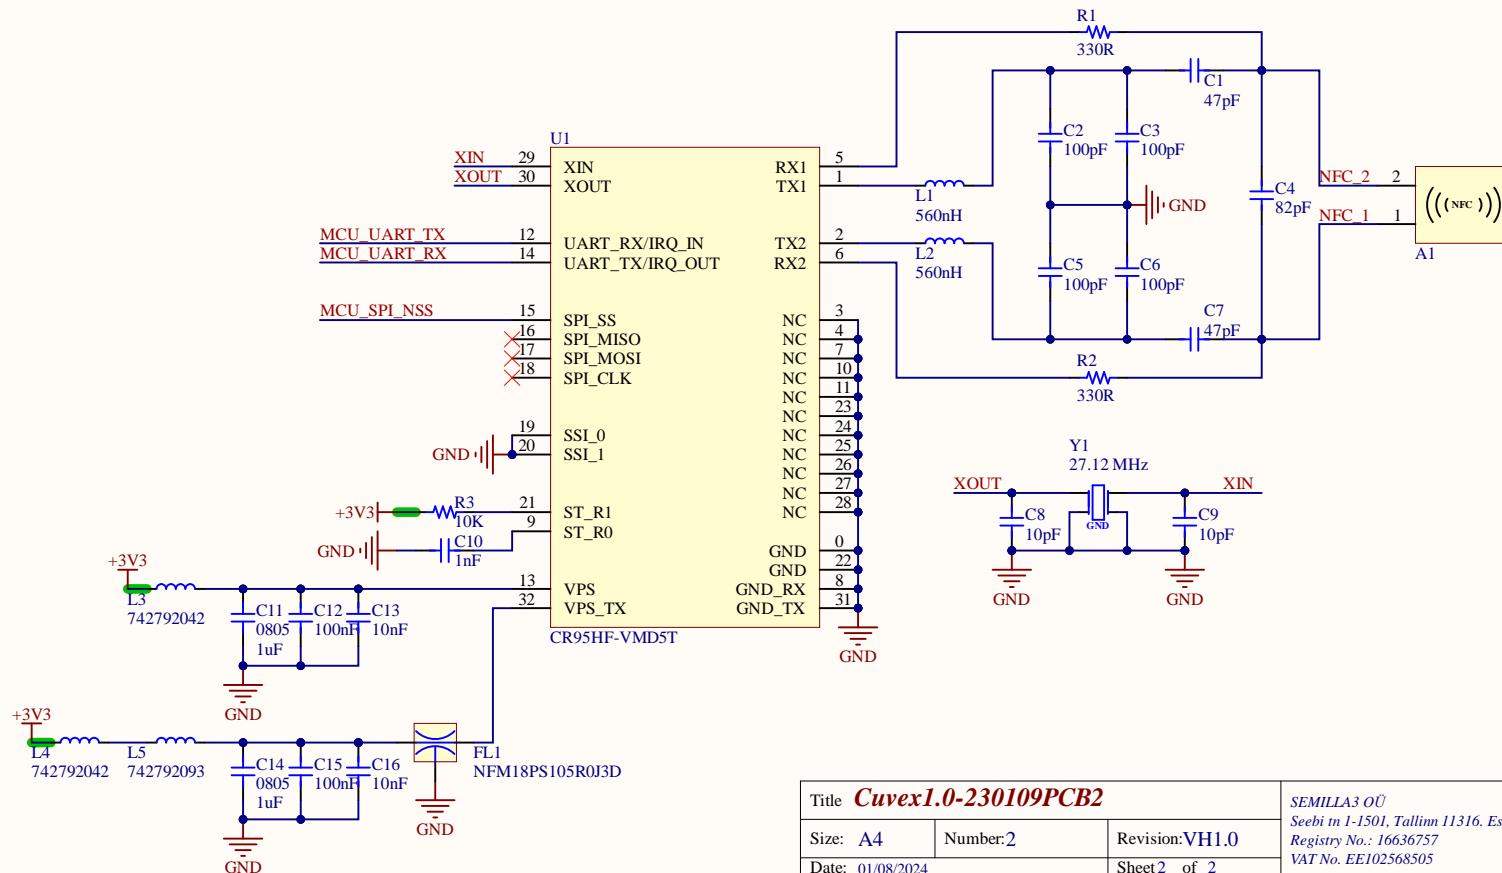 R1
330R
C1
47pF
C2
100pF
C3
100pF
U1
XIN 29 XIN
XOUT 30 XOUT
RX1 5
TX1 1
L1
560nH
GND
C4
82pF
NFC_2 2
NFC_1 1
NFC
A1
MCU_UART_TX 12 UART_RX/IRQ_IN
MCU_UART_RX 14 UART_TX/IRQ_OUT
TX2 2
RX2 6
L2
560nH
C5
100pF
C6
100pF
C7
47pF
R2
330R
MCU_SPI_NSS 15 SPI_SS
16 SPI_MISO
17 SPI_MOSI
18 SPI_CLK
NC 3
NC 4
NC 7
NC 10
NC 11
NC 23
NC 24
NC 25
NC 26
NC 27
NC 28
GND
19 SSI_0
20 SSI_1
+3V3
R3
10K
21 ST_R1
9 ST_R0
GND
C10
1nF
GND 0
GND 22
GND_RX 8
GND_TX 31
GND
Y1
27.12 MHz
XOUT
XIN
GND
C8
10pF
C9
10pF
GND
GND
+3V3
L3
742792042
13 VPS
32 VPS_TX
CR95HF-VMD5T
C11
0805
1uF
C12
100nF
C13
10nF
GND
+3V3
L4
742792042
L5
742792093
C14
0805
1uF
C15
100nF
C16
10nF
GND
FL1
NFM18PS105R0J3D
GND
Title Cuvex1.0-230109PCB2
Size: A4 Number:2 Revision:VH1.0
Date: 01/08/2024 Sheet 2 of 2
SEMILLA3 OÜ
Seebi tn 1-1501, Tallinn 11316. Es
Registry No.: 16636757
VAT No. EE102568505